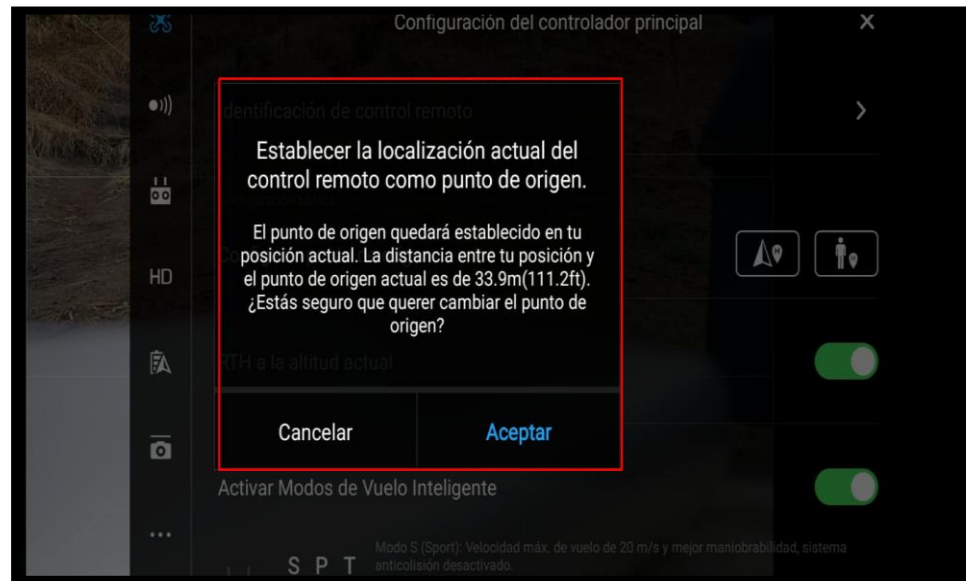 Configuración del controlador principal
X
Identificación de control remoto
Establecer la localización actual del
control remoto como punto de origen.
El punto de origen quedará establecido en tu
posición actual. La distancia entre tu posición y
el punto de origen actual es de 33.9m(111.2ft).
¿Estás seguro que querer cambiar el punto de
origen?
HD
RTH a la altitud actual
Cancelar
Aceptar
Activar Modos de Vuelo Inteligente
S P T
Modo S (Sport): Velocidad máx. de vuelo de 20 m/s y mejor maniobrabilidad, sistema
anticolisión desactivado.